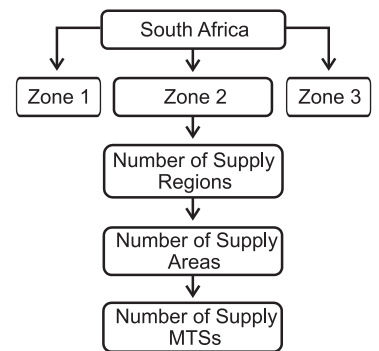 South Africa
Zone 1
Zone 2
Zone 3
Number of Supply
Regions
Number of Supply
Areas
Number of Supply
MTSs